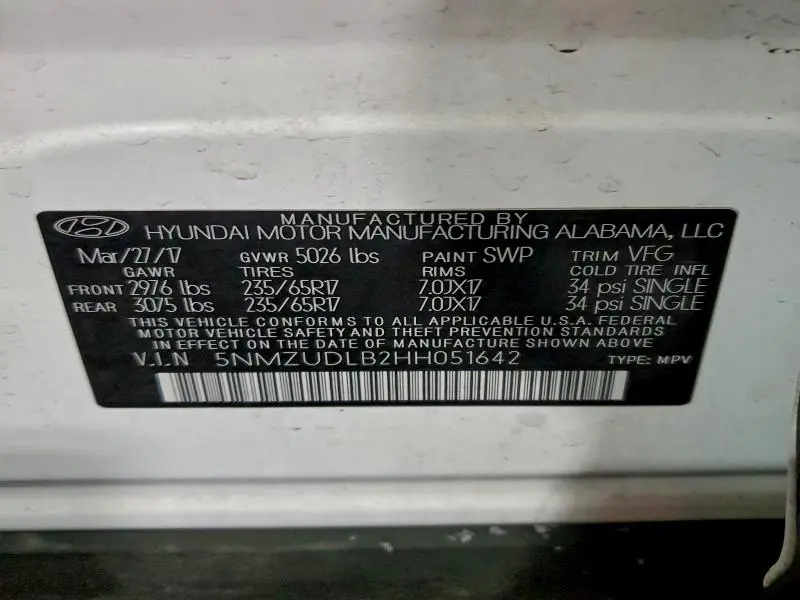 MANUFACTURED BY
HYUNDAI MOTOR MANUFACTURING ALABAMA, LLC
Mar/27/17 GVWR 5026 lbs PAINT SWP TRIM VFG
GAWR TIRES RIMS COLD TIRE INFL
FRONT 2976 lbs 235/65R17 7.0JX17 34 psi SINGLE
REAR 3075 lbs 235/65R17 7.0JX17 34 psi SINGLE
THIS VEHICLE CONFORMS TO ALL APPLICABLE U.S.A. FEDERAL
MOTOR VEHICLE SAFETY AND THEFT PREVENTION STANDARDS
IN EFFECT ON THE DATE OF MANUFACTURE SHOWN ABOVE
V.I.N 5NMZUDLB2HH051642 TYPE: MPV